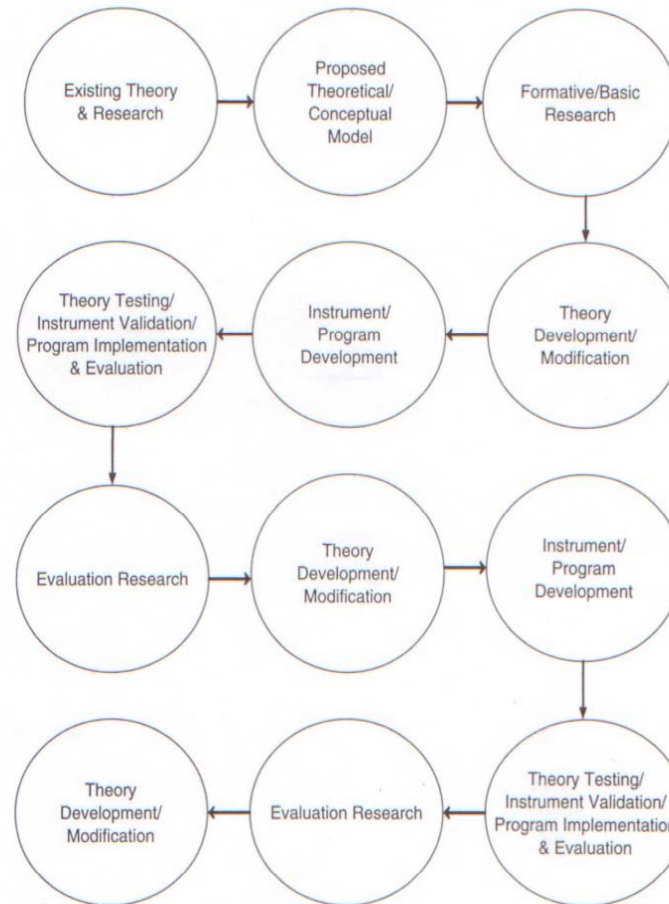 Existing Theory
& Research
Proposed
Theoretical/
Conceptual
Model
Formative/Basic
Research
Theory
Development/
Modification
Instrument/
Program
Development
Theory Testing/
Instrument Validation/
Program Implementation
& Evaluation
Evaluation Research
Theory
Development/
Modification
Instrument/
Program
Development
Theory Testing/
Instrument Validation/
Program Implementation
& Evaluation
Evaluation Research
Theory
Development/
Modification